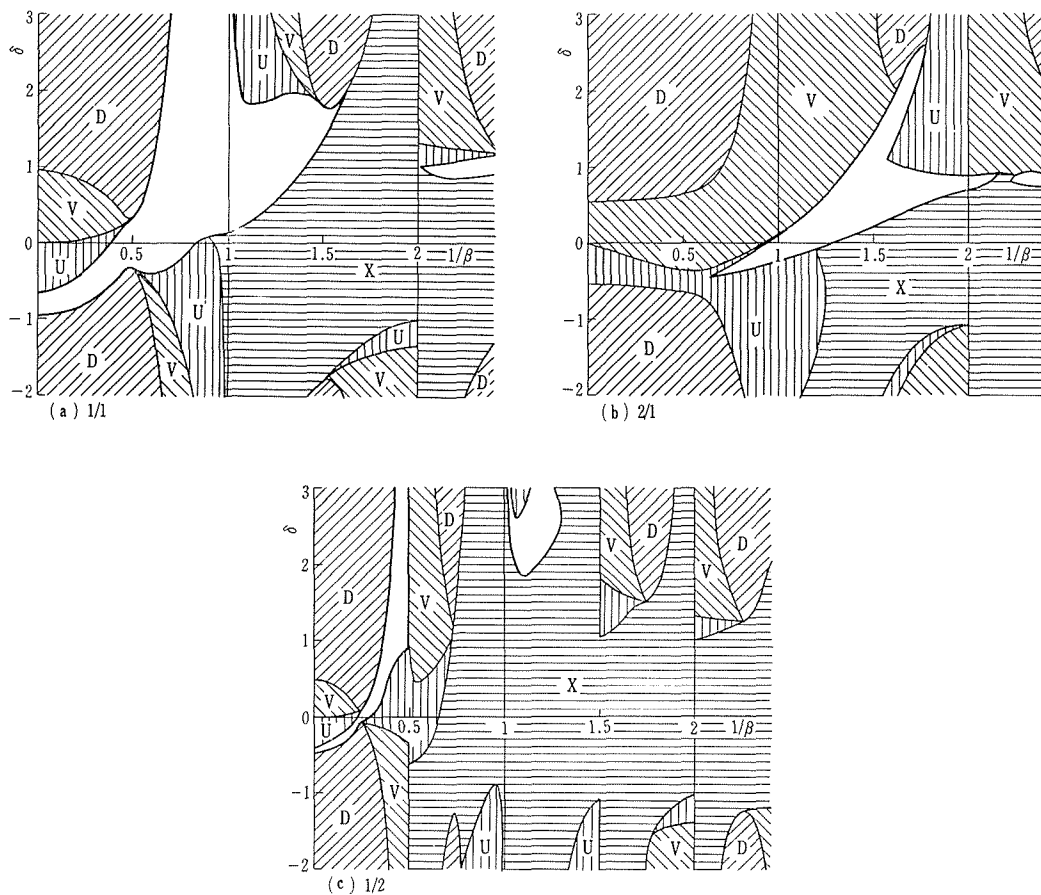 3 U V D V D
δ
2
D
1
V
0 0.5 1 1.5 2 1/β
U X
-1
U U
D V V D
-2
(a) 1/1
3 D V
δ
2
D V U
1
0 0.5 1 1.5 2 1/β
X
-1
U
D
-2
(b) 2/1
3
δ
D
2 V D V D
D V
1
V X
0 0.5 1 1.5 2 1/β
U
-1
V
D U U V D
-2
(c) 1/2